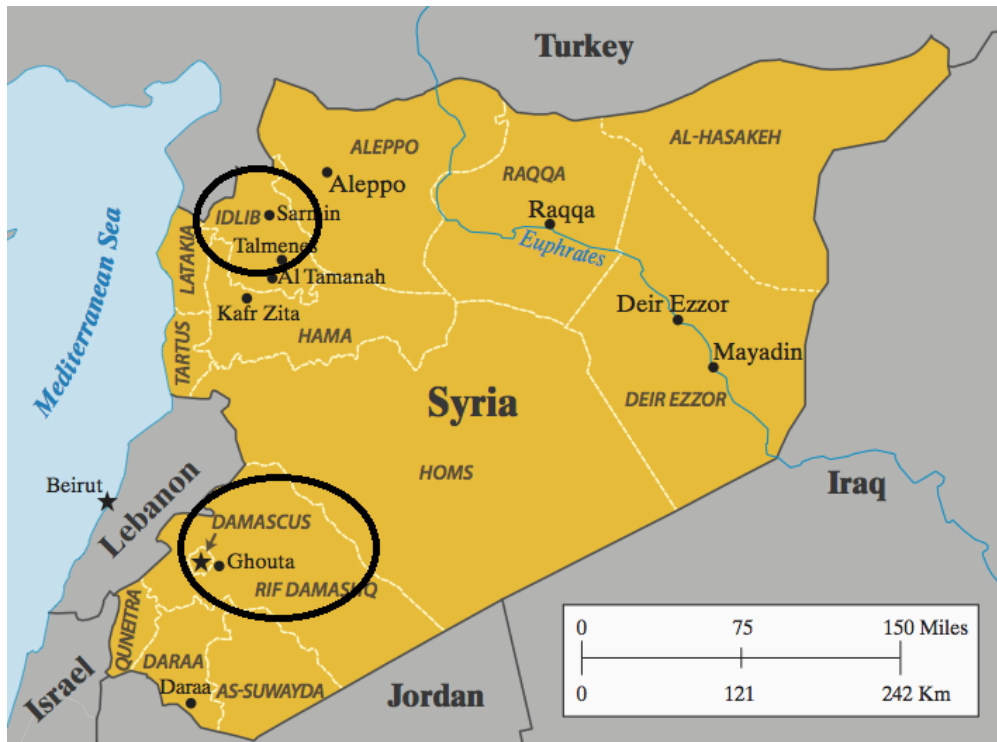 Turkey
AL-HASAKEH
ALEPPO
Aleppo
RAQQA
Raqqa
Euphrates
IDLIB
Sarmin
Talmenes
Al Tamanah
Kafr Zita
LATAKIA
TARTUS
HAMA
Mediterranean Sea
Deir Ezzor
Mayadin
DEIR EZZOR
Syria
HOMS
Iraq
Beirut
Lebanon
DAMASCUS
Ghouta
RIF DAMASHQ
QUNEITRA
DARAA
Daraa
AS-SUWAYDA
Israel
Jordan
0 75 150 Miles
0 121 242 Km